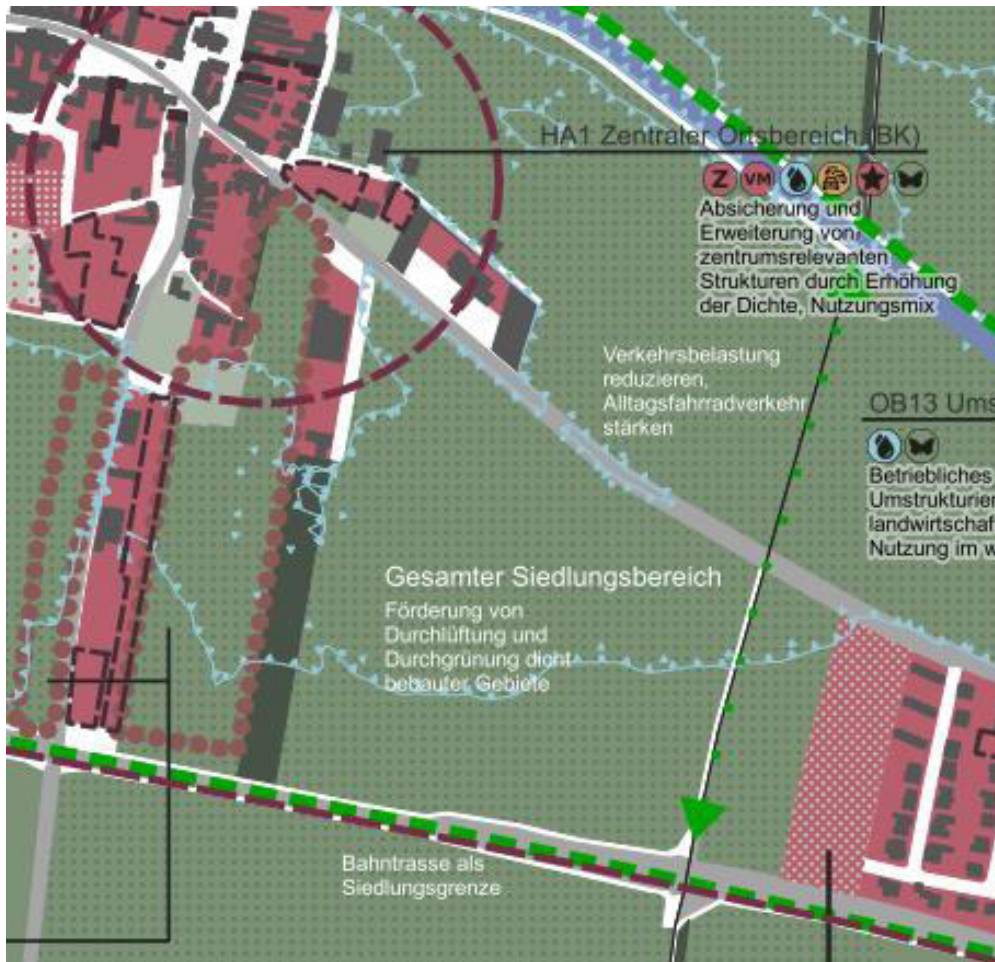 HA1 Zentraler Ortsbereich (BK)
Z VM
Absicherung und
Erweiterung von
zentrumsrelevanten
Strukturen durch Erhöhung
der Dichte, Nutzungsmix
Verkehrsbelastung
reduzieren,
Alltagsfahrradverkehr
stärken
OB13 Ums
Betriebliches
Umstrukturier
landwirtschaf
Nutzung im w
Gesamter Siedlungsbereich
Förderung von
Durchlüftung und
Durchgrünung dicht
bebauter Gebiete
Bahntrasse als
Siedlungsgrenze